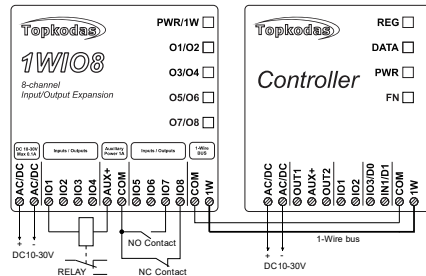 Topkodas
PWR/1W
1WIO8
O1/O2
8-channel
Input/Output Expansion
O3/O4
O5/O6
O7/O8
DC 10-30V
Max 0.1A
Inputs / Outputs
Auxiliary
Power 1A
Inputs / Outputs
1-Wire
BUS
AC/DC
AC/DC
IO1
IO2
IO3
IO4
AUX+
COM
IO5
IO6
IO7
IO8
COM
1W
+ -
DC10-30V
RELAY
NO Contact
NC Contact
1-Wire bus
Topkodas
REG
DATA
Controller
PWR
FN
AC/DC
AC/DC
OUT1
AUX+
OUT2
IO1
IO2
IO3/D0
IN1/D1
COM
1W
+ -
DC10-30V